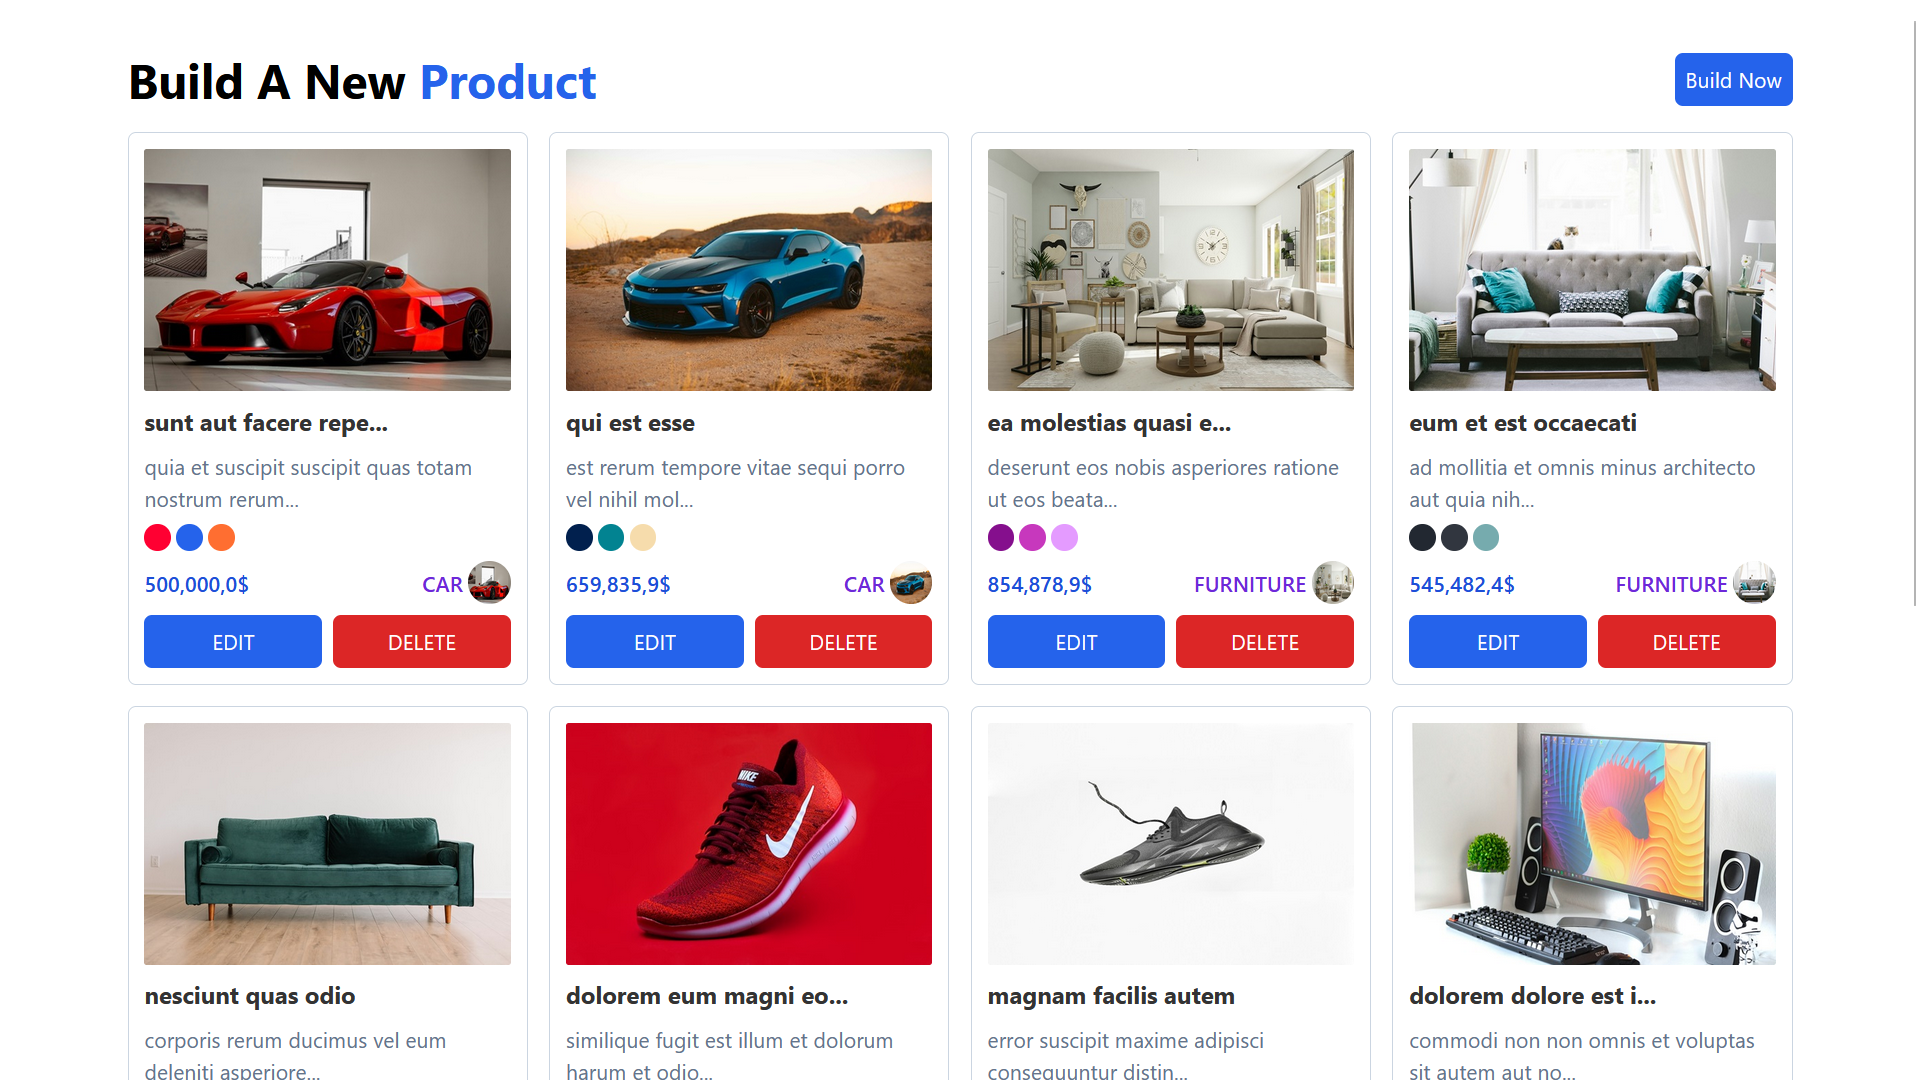 Build A New Product
Build Now
sunt aut facere repe...
quia et suscipit suscipit quas totam
nostrum rerum...
500,000,0$
CAR
EDIT
DELETE
qui est esse
est rerum tempore vitae sequi porro
vel nihil mol...
659,835,9$
CAR
EDIT
DELETE
ea molestias quasi e...
deserunt eos nobis asperiores ratione
ut eos beata...
854,878,9$
FURNITURE
EDIT
DELETE
eum et est occaecati
ad mollitia et omnis minus architecto
aut quia nih...
545,482,4$
FURNITURE
EDIT
DELETE
nesciunt quas odio
corporis rerum ducimus vel eum
deleniti asperiore...
NIKE
dolorem eum magni eo...
similique fugit est illum et dolorum
harum et odio...
magnam facilis autem
error suscipit maxime adipisci
consequuntur distin...
dolorem dolore est i...
commodi non non omnis et voluptas
sit autem aut no...